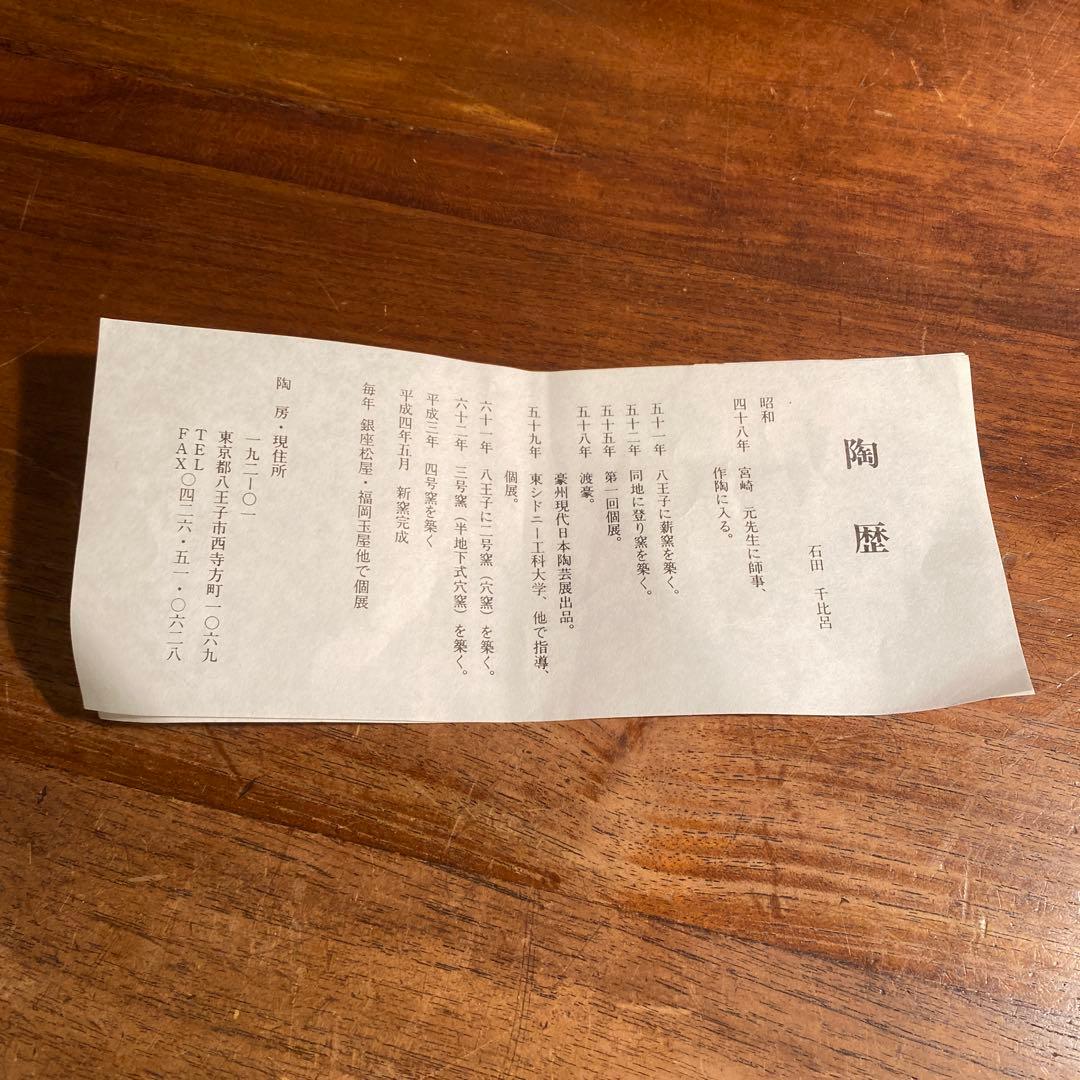 陶歴
石田 千比呂
昭和
四十八年 宮崎 元先生に師事、
作陶に入る。
五十一年 八王子に薪窯を築く。
五十二年 同地に登り窯を築く。
五十五年 第一回個展。
五十八年 渡豪。
豪州現代日本陶芸展出品。
五十九年 東シドニー工科大学、他で指導、
個展。
六十一年 八王子に二号窯（穴窯）を築く。
六十二年 三号窯（半地下式穴窯）を築く。
平成三年 四号窯を築く
平成四年五月 新窯完成
毎年 銀座松屋・福岡玉屋他で個展
陶房・現住所
一九二ー〇一
東京都八王子市西寺方町一〇六九
TEL
FAX〇四二六・五一・〇六二八